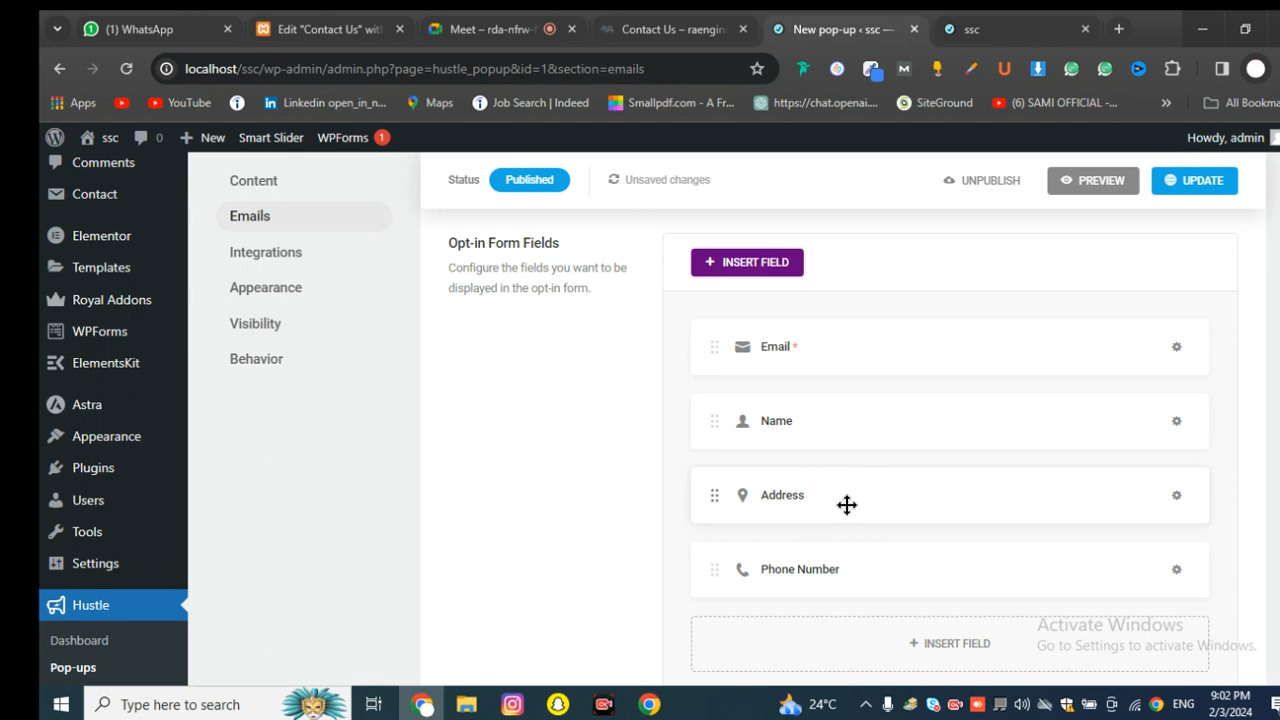 (1) WhatsApp
Edit "Contact Us" with
Meet – rda-nfrw-
Contact Us – raengin
New pop-up ‹ ssc —
ssc
localhost/ssc/wp-admin/admin.php?page=hustle_popup&id=1&section=emails
Apps
YouTube
Linkedin open_in_n...
Maps
Job Search | Indeed
Smallpdf.com - A Fr...
https://chat.openai....
SiteGround
(6) SAMI OFFICIAL -...
»
All Bookma
ssc
0
New
Smart Slider
WPForms 1
Howdy, admin
Comments
Contact
Elementor
Templates
Royal Addons
WPForms
ElementsKit
Astra
Appearance
Plugins
Users
Tools
Settings
Hustle
Dashboard
Pop-ups
Content
Emails
Integrations
Appearance
Visibility
Behavior
Status
Published
Unsaved changes
UNPUBLISH
PREVIEW
UPDATE
Opt-in Form Fields
Configure the fields you want to be
displayed in the opt-in form.
+ INSERT FIELD
Email *
Name
Address
Phone Number
+ INSERT FIELD
Activate Windows
Go to Settings to activate Windows.
Type here to search
24°C
ENG
9:02 PM
2/3/2024